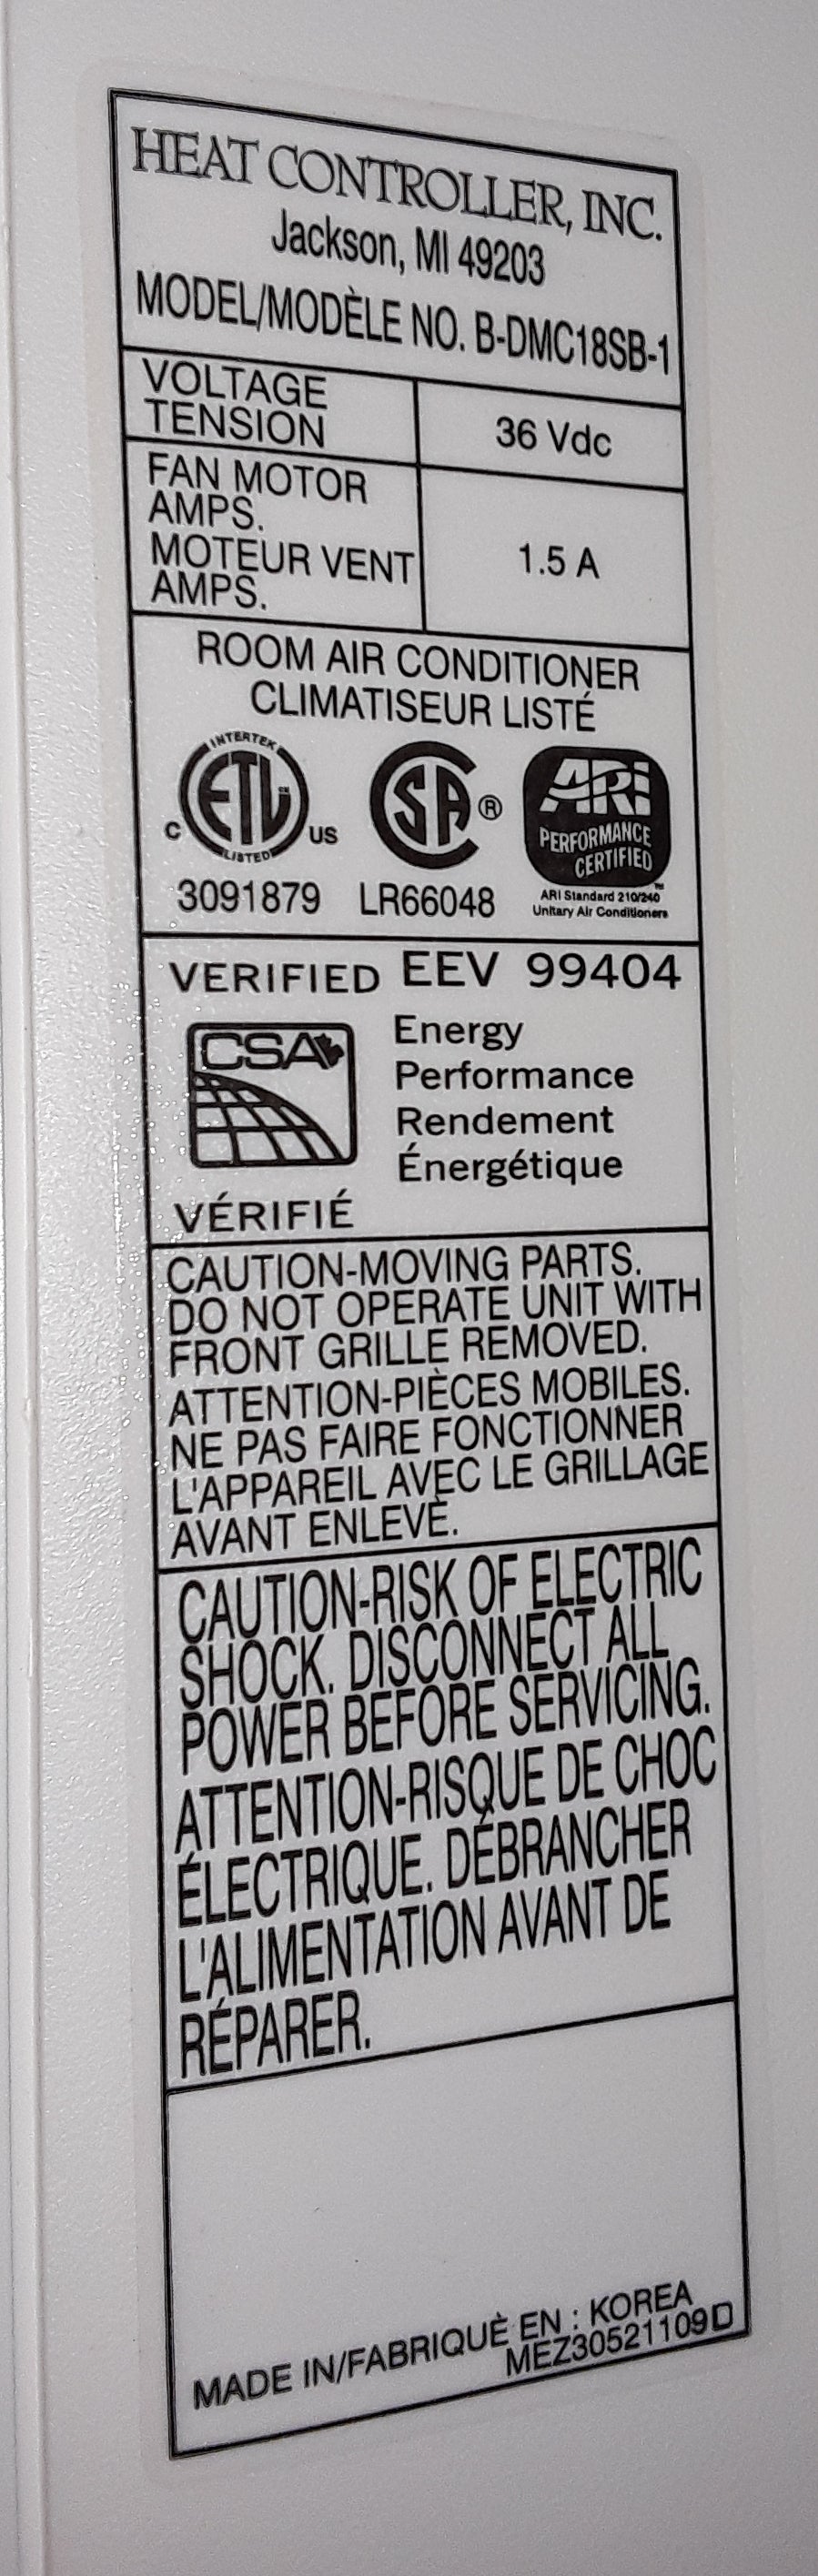 HEAT CONTROLLER, INC.
Jackson, MI 49203
MODEL/MODÈLE NO. B-DMC18SB-1
VOLTAGE
TENSION
36 Vdc
FAN MOTOR
AMPS.
MOTEUR VENT
AMPS.
1.5 A
ROOM AIR CONDITIONER
CLIMATISEUR LISTÉ
INTERTEK
ETL
C US
LISTED
3091879
SA ®
LR66048
ARI
PERFORMANCE
CERTIFIED
™
ARI Standard 210/240
Unitary Air Conditioners
VERIFIED EEV 99404
CSA
Energy
Performance
Rendement
Énergétique
VÉRIFIÉ
CAUTION-MOVING PARTS.
DO NOT OPERATE UNIT WITH
FRONT GRILLE REMOVED.
ATTENTION-PIÈCES MOBILES.
NE PAS FAIRE FONCTIONNER
L'APPAREIL AVEC LE GRILLAGE
AVANT ENLEVÈ.
CAUTION-RISK OF ELECTRIC
SHOCK. DISCONNECT ALL
POWER BEFORE SERVICING.
ATTENTION-RISQUE DE CHOC
ÉLECTRIQUE. DÉBRANCHER
L'ALIMENTATION AVANT DE
RÉPARER.
MADE IN/FABRIQUÈ EN : KOREA
MEZ30521109D